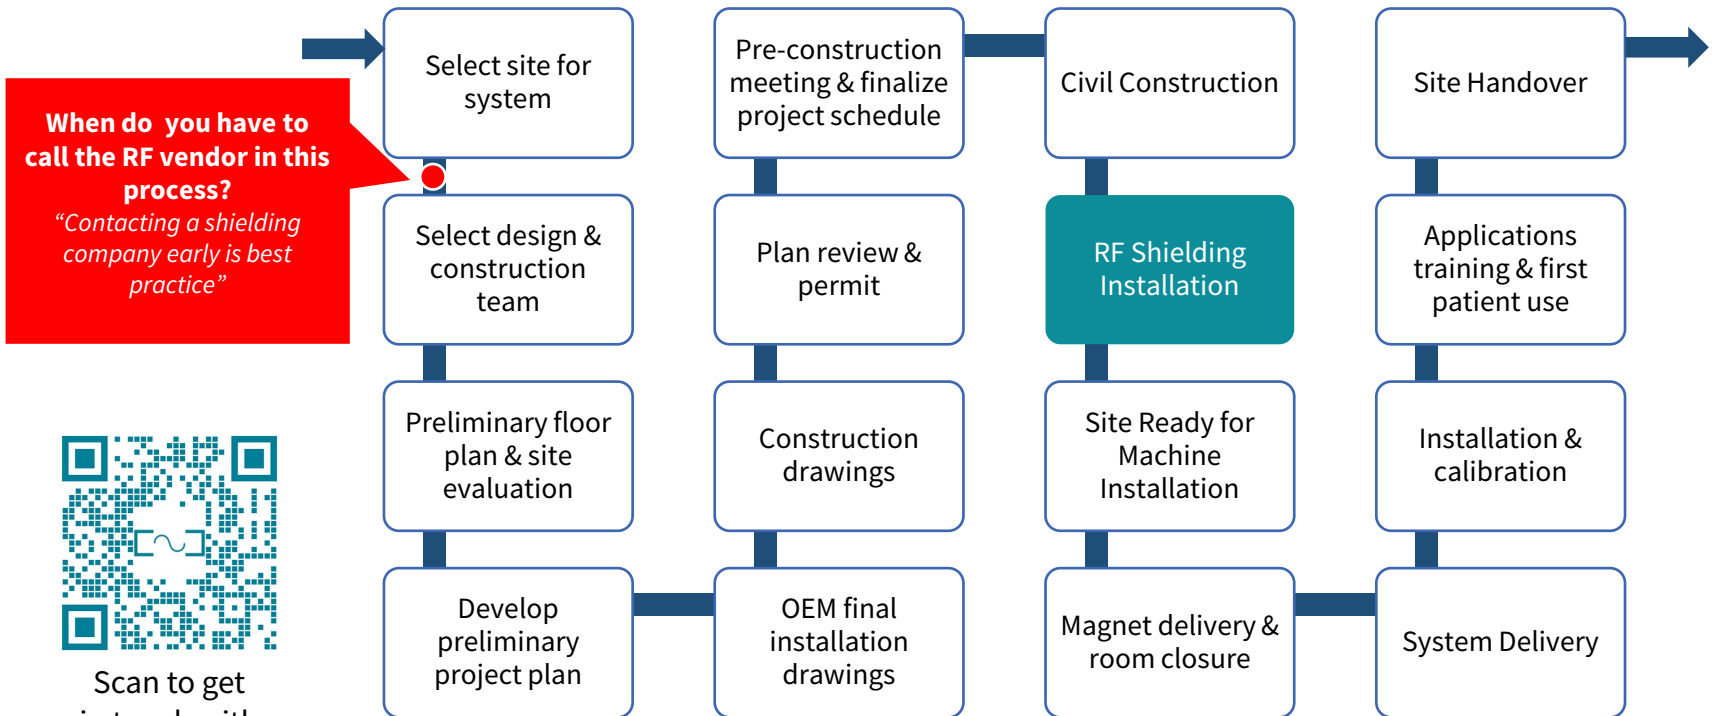 When do  you have to
call the RF vendor in this
process?
“Contacting a shielding
company early is best
practice”
Scan to get
Select site for
system
Select design &
construction
team
Preliminary floor
plan & site
evaluation
Develop
preliminary
project plan
OEM final
installation
drawings
Construction
drawings
Plan review &
permit
Pre-construction
meeting & finalize
project schedule
Civil Construction
RF Shielding
Installation
Site Ready for
Machine
Installation
Magnet delivery &
room closure
System Delivery
Installation &
calibration
Applications
training & first
patient use
Site Handover